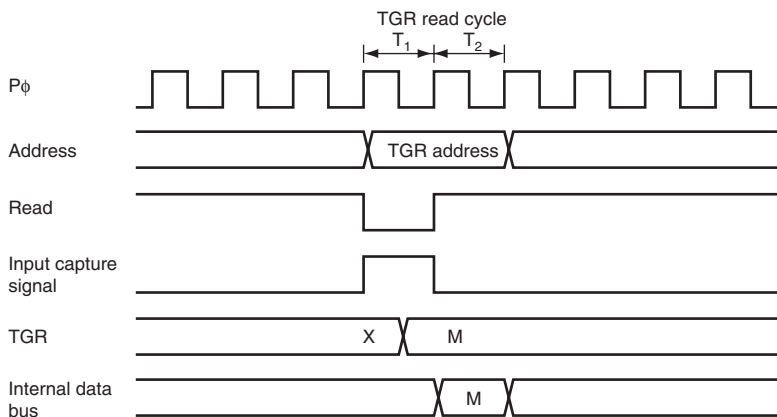 TGR read cycle
T1 T2
Pϕ
Address TGR address
Read
Input capture
signal
TGR X M
Internal data
bus M